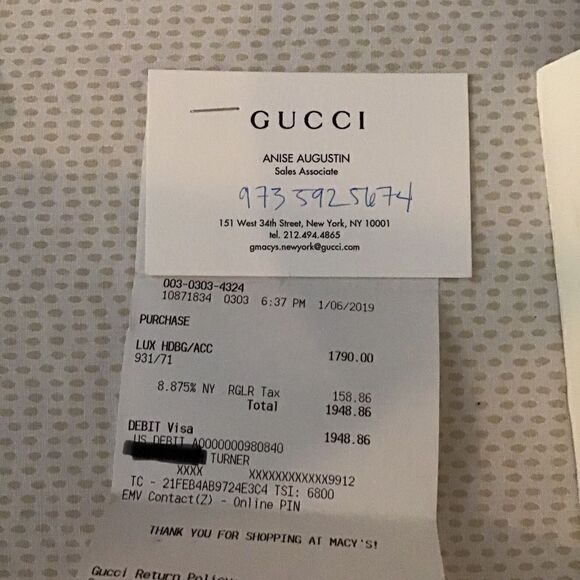 GUCCI
ANISE AUGUSTIN
Sales Associate
973 592 5674
151 West 34th Street, New York, NY 10001
tel. 212.494.4865
gmacys.newyork@gucci.com
003-0303-4324
10871834 0303 6:37 PM 1/06/2019
PURCHASE
LUX HDBG/ACC 1790.00
931/71
8.875% NY RGLR Tax 158.86
Total 1948.86
DEBIT Visa 1948.86
US DEBIT A0000000980840
TURNER
XXXX XXXXXXXXXXXX9912
TC - 21FEB4AB9724E3C4 TSI: 6800
EMV Contact(Z) - Online PIN
THANK YOU FOR SHOPPING AT MACY'S!
Gucci Return